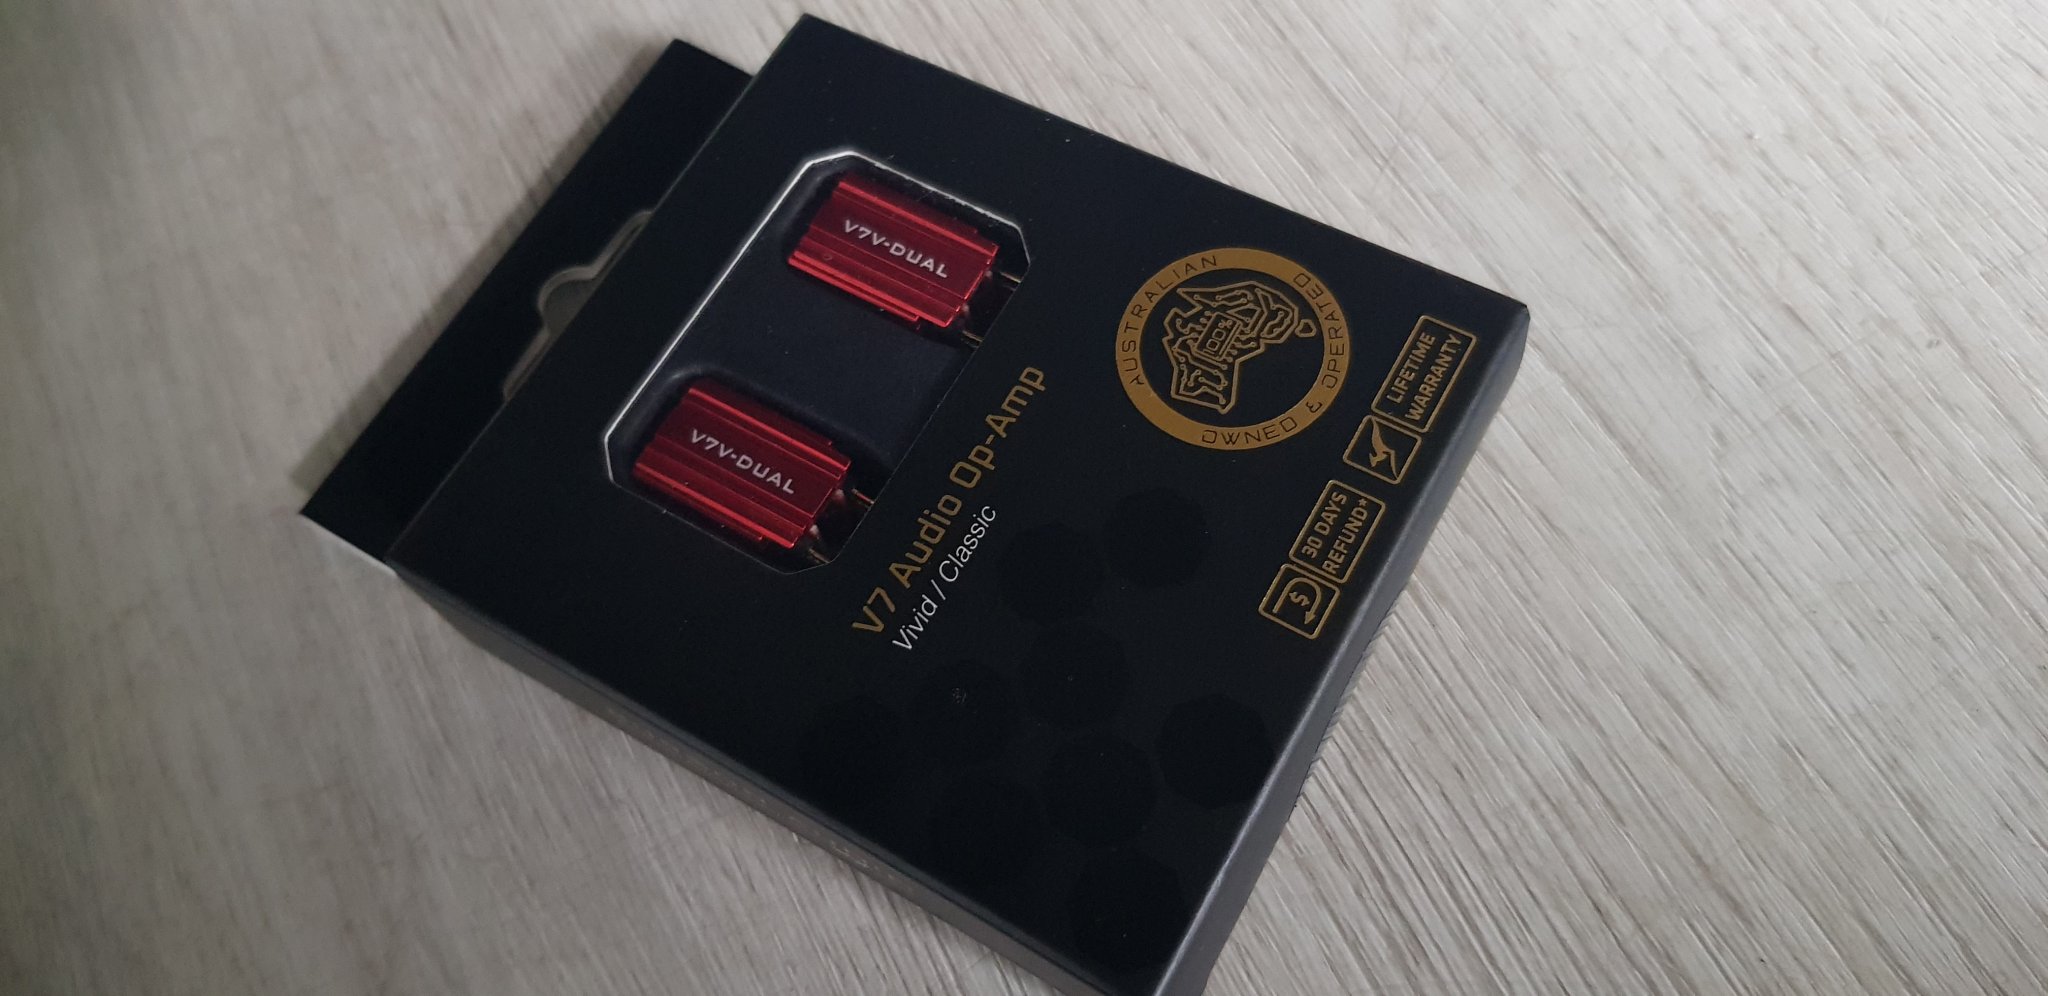 V7V-DUAL
V7V-DUAL
V7 Audio Op-Amp
Vivid / Classic
AUSTRALIAN
OWNED & OPERATED
100%
LIFETIME
WARRANTY
30 DAYS
REFUND*
$